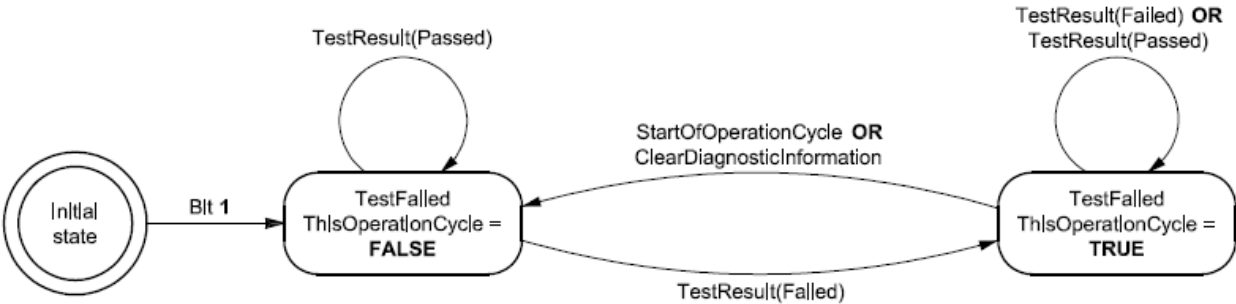 TestResult(Passed)
TestResult(Failed) OR
TestResult(Passed)
StartOfOperationCycle OR
ClearDiagnosticInformation
Initial
state
Bit 1
TestFailed
ThisOperationCycle =
FALSE
TestFailed
ThisOperationCycle =
TRUE
TestResult(Failed)